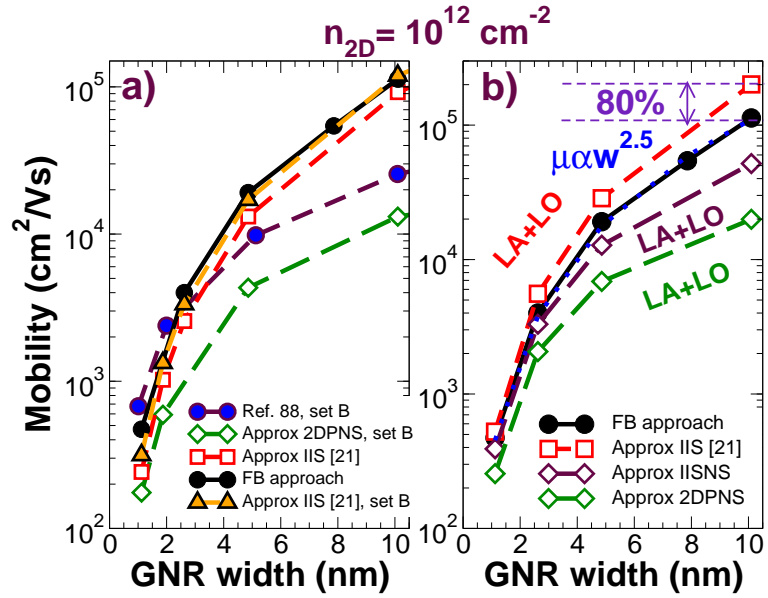 n2D = 10^12 cm^-2
a)
Mobility (cm^2/Vs)
10^5
10^4
10^3
10^2
Ref. 88, set B
Approx 2DPNS, set B
Approx IIS [21]
FB approach
Approx IIS [21], set B
0 2 4 6 8 10
GNR width (nm)
b)
80%
μαw^2.5
LA+LO
LA+LO
LA+LO
10^5
10^4
10^3
10^2
FB approach
Approx IIS [21]
Approx IISNS
Approx 2DPNS
0 2 4 6 8 10
GNR width (nm)